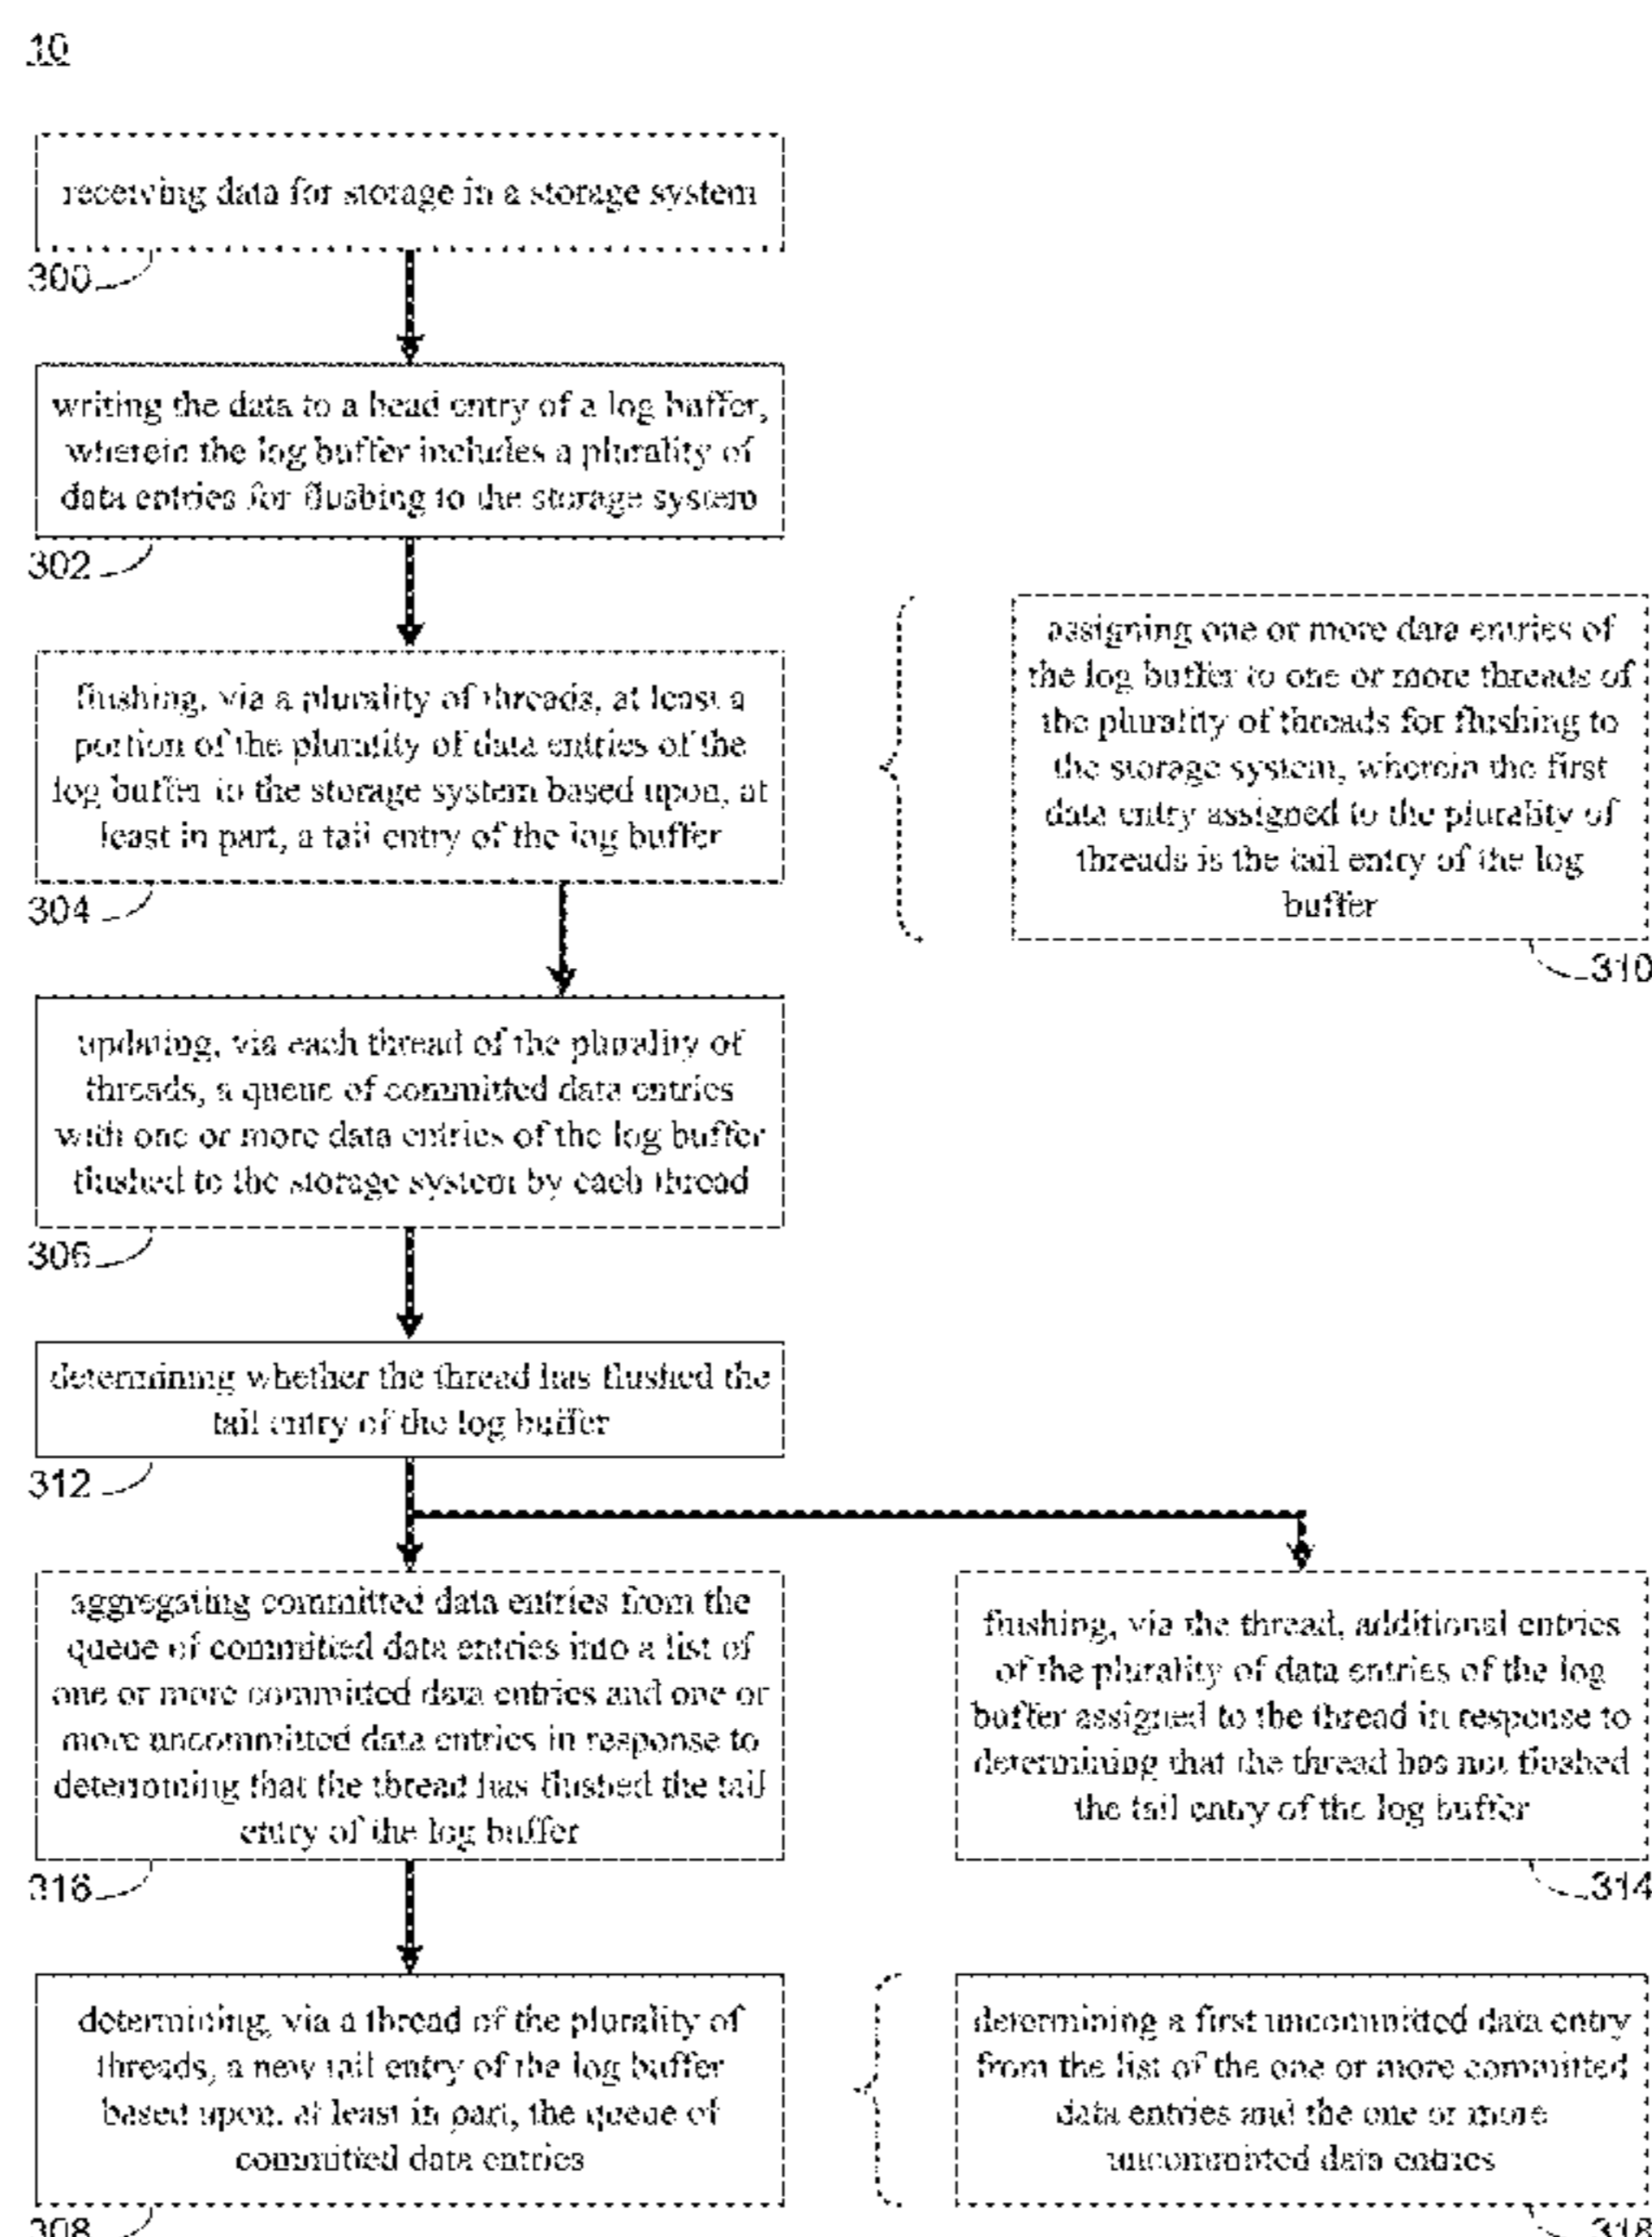 10
receiving data for storage in a storage system
300
writing the data to a head entry of a log buffer,
wherein the log buffer includes a plurality of
data entries for flushing to the storage system
302
flushing, via a plurality of threads, at least a
portion of the plurality of data entries of the
log buffer to the storage system based upon, at
least in part, a tail entry of the log buffer
304
assigning one or more data entries of
the log buffer to one or more threads of
the plurality of threads for flushing to
the storage system, wherein the first
data entry assigned to the plurality of
threads is the tail entry of the log
buffer
310
updating, via each thread of the plurality of
threads, a queue of committed data entries
with one or more data entries of the log buffer
flushed to the storage system by each thread
306
determining whether the thread has flushed the
tail entry of the log buffer
312
aggregating committed data entries from the
queue of committed data entries into a list of
one or more committed data entries and one or
more uncommitted data entries in response to
determining that the thread has flushed the tail
entry of the log buffer
316
flushing, via the thread, additional entries
of the plurality of data entries of the log
buffer assigned to the thread in response to
determining that the thread has not flushed
the tail entry of the log buffer
314
determining, via a thread of the plurality of
threads, a new tail entry of the log buffer
based upon, at least in part, the queue of
committed data entries
308
determining a first uncommitted data entry
from the list of the one or more committed
data entries and the one or more
uncommitted data entries
318